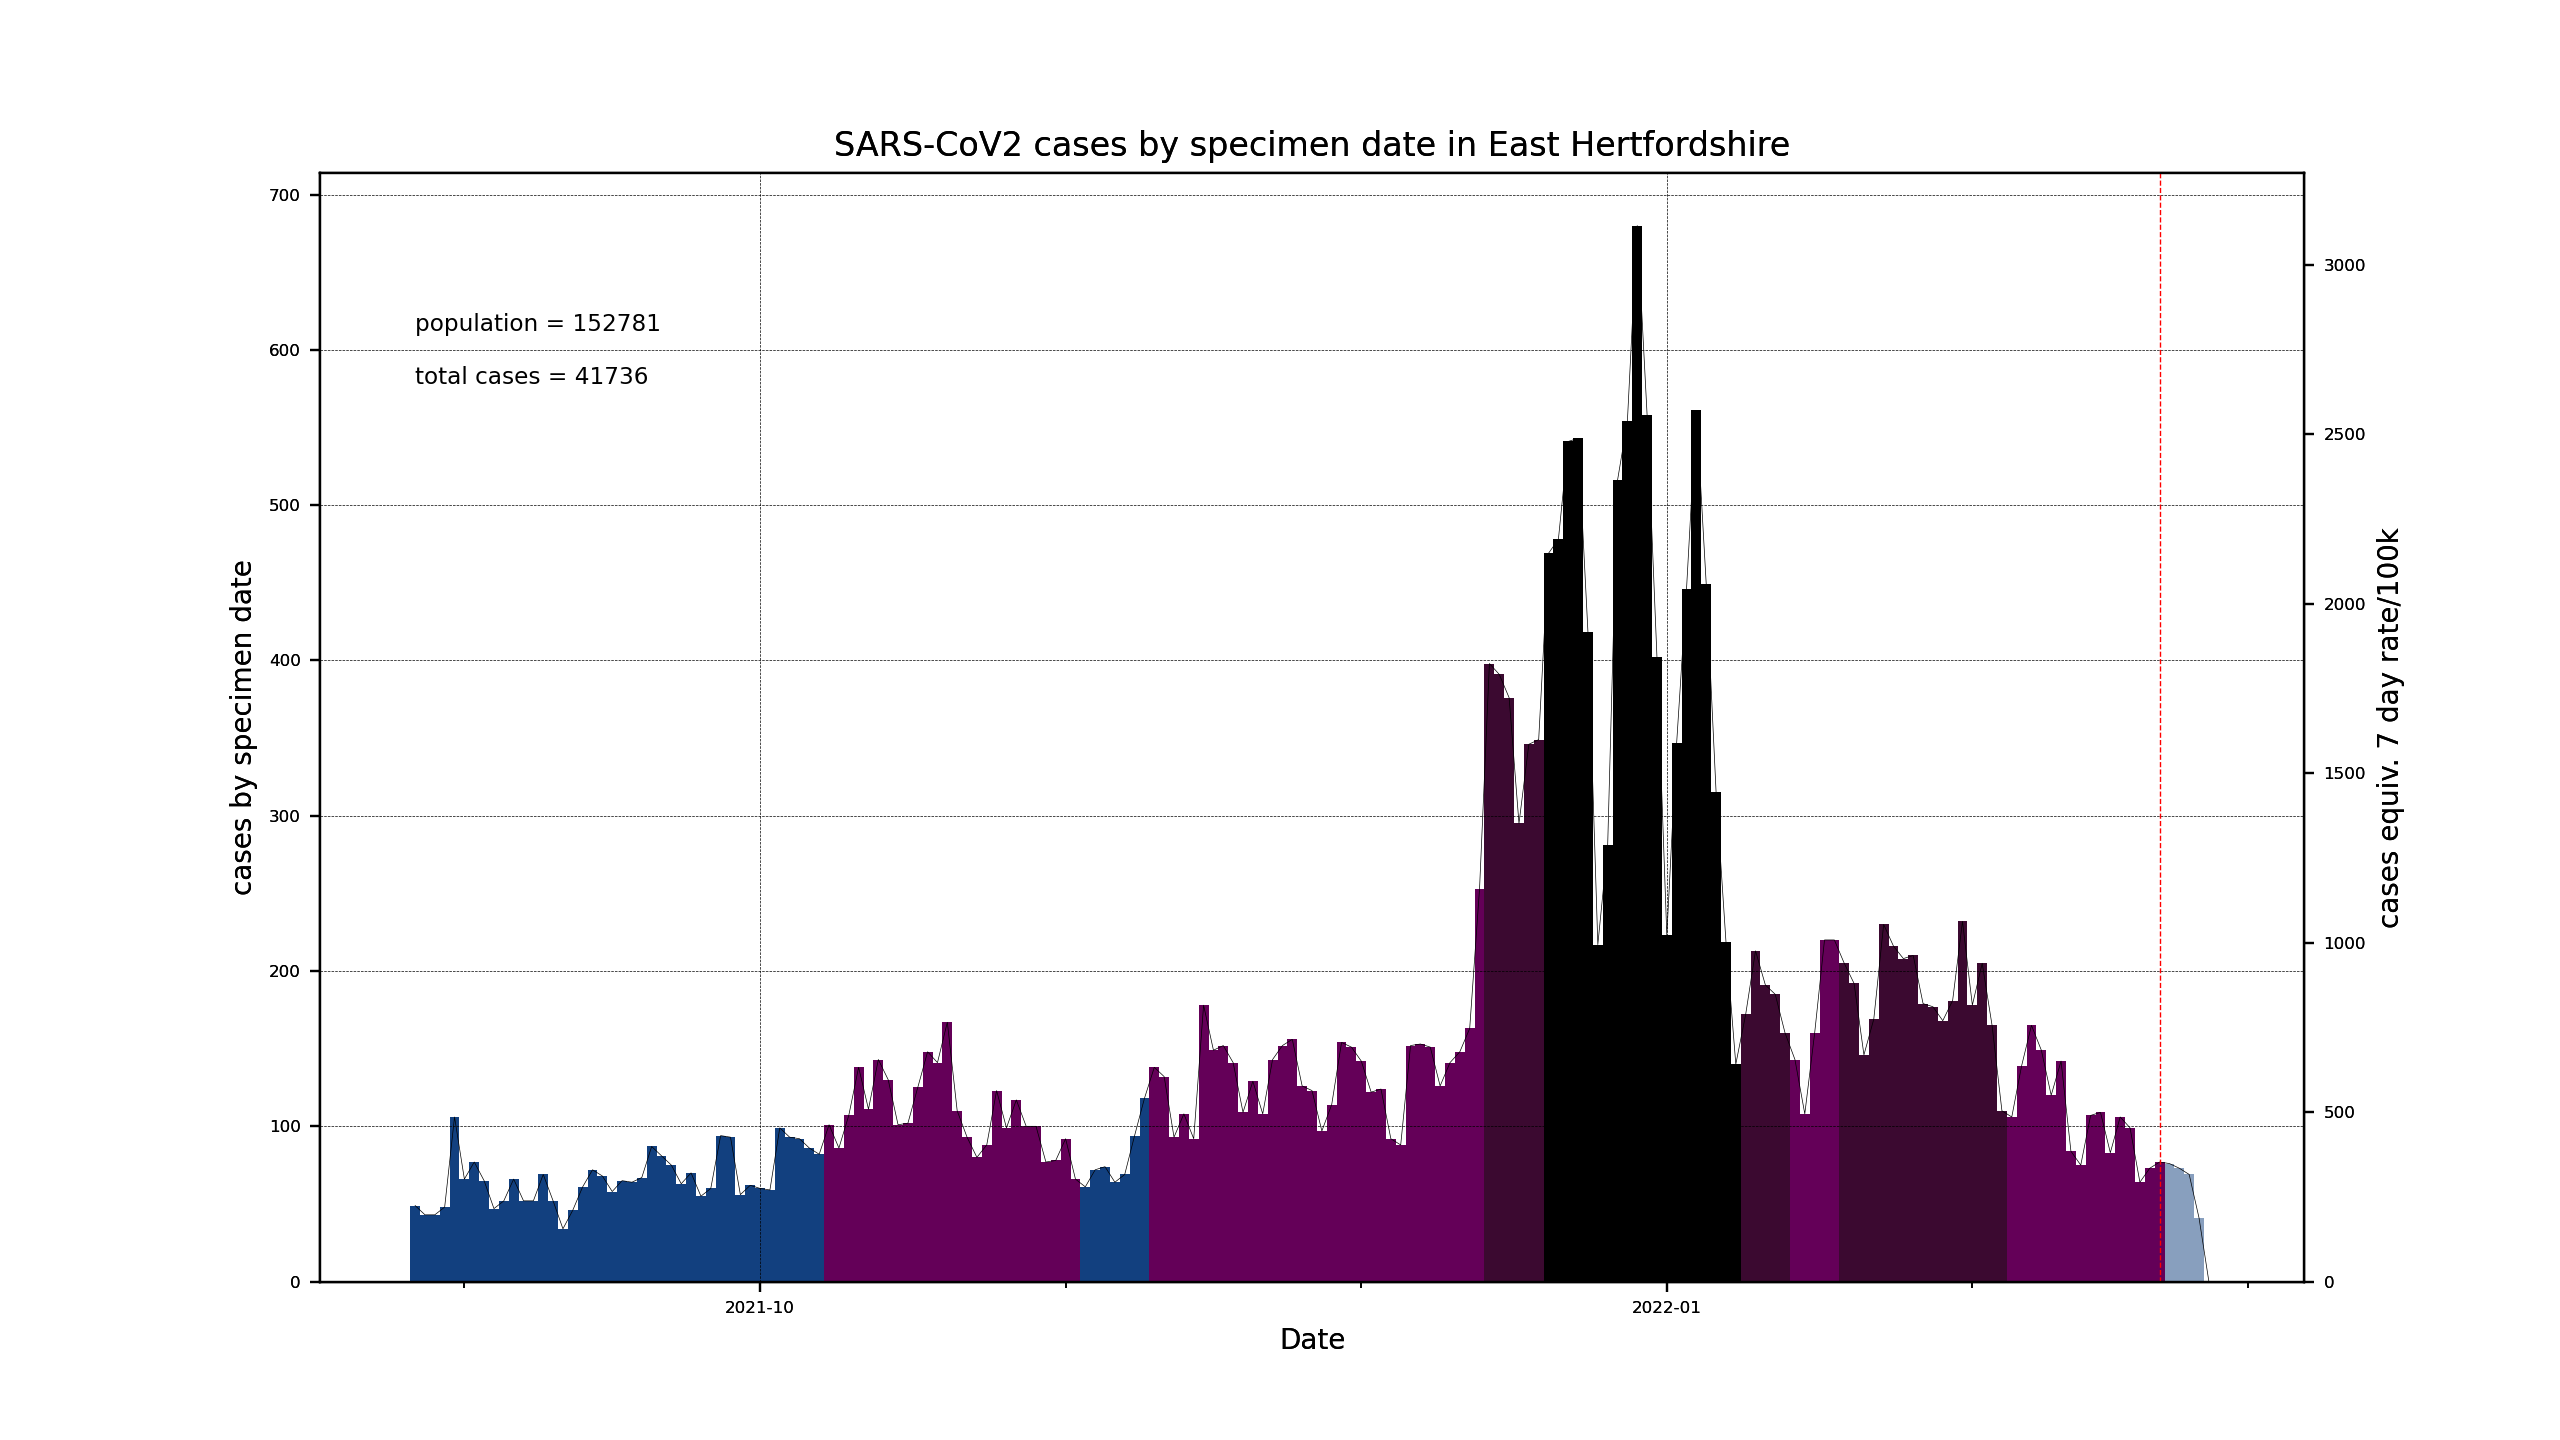 SARS-CoV2 cases by specimen date in East Hertfordshire
population = 152781
total cases = 41736
cases by specimen date
700
600
500
400
300
200
100
0
3000
2500
2000
1500
1000
500
0
cases equiv. 7 day rate/100k
2021-10
2022-01
Date